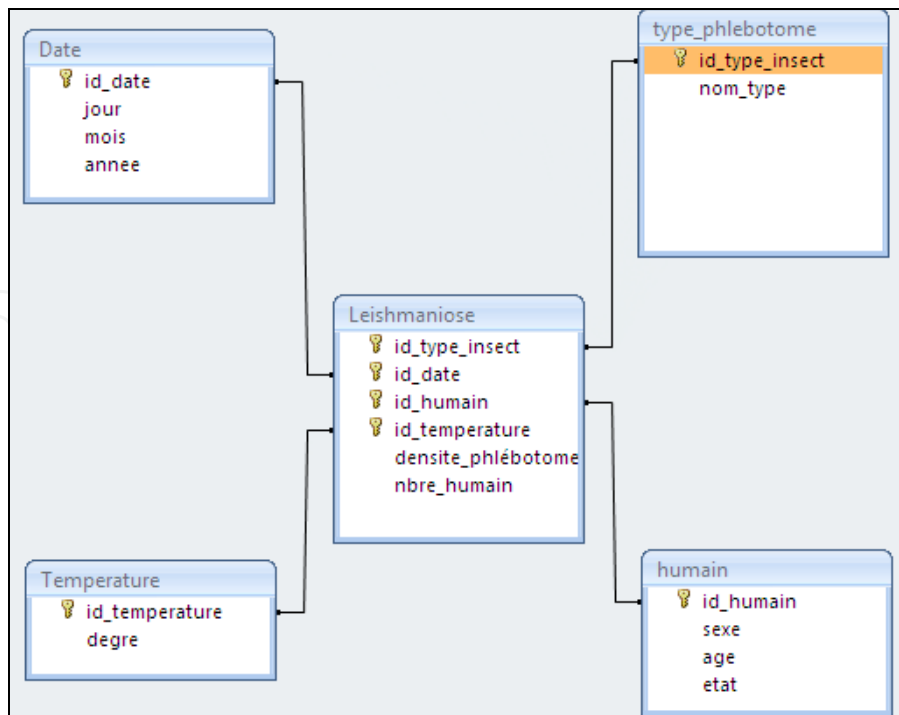 Date
id_date
jour
mois
annee
type_phlebotome
id_type_insect
nom_type
Leishmaniose
id_type_insect
id_date
id_humain
id_temperature
densite_phlébotome
nbre_humain
Temperature
id_temperature
degre
humain
id_humain
sexe
age
etat